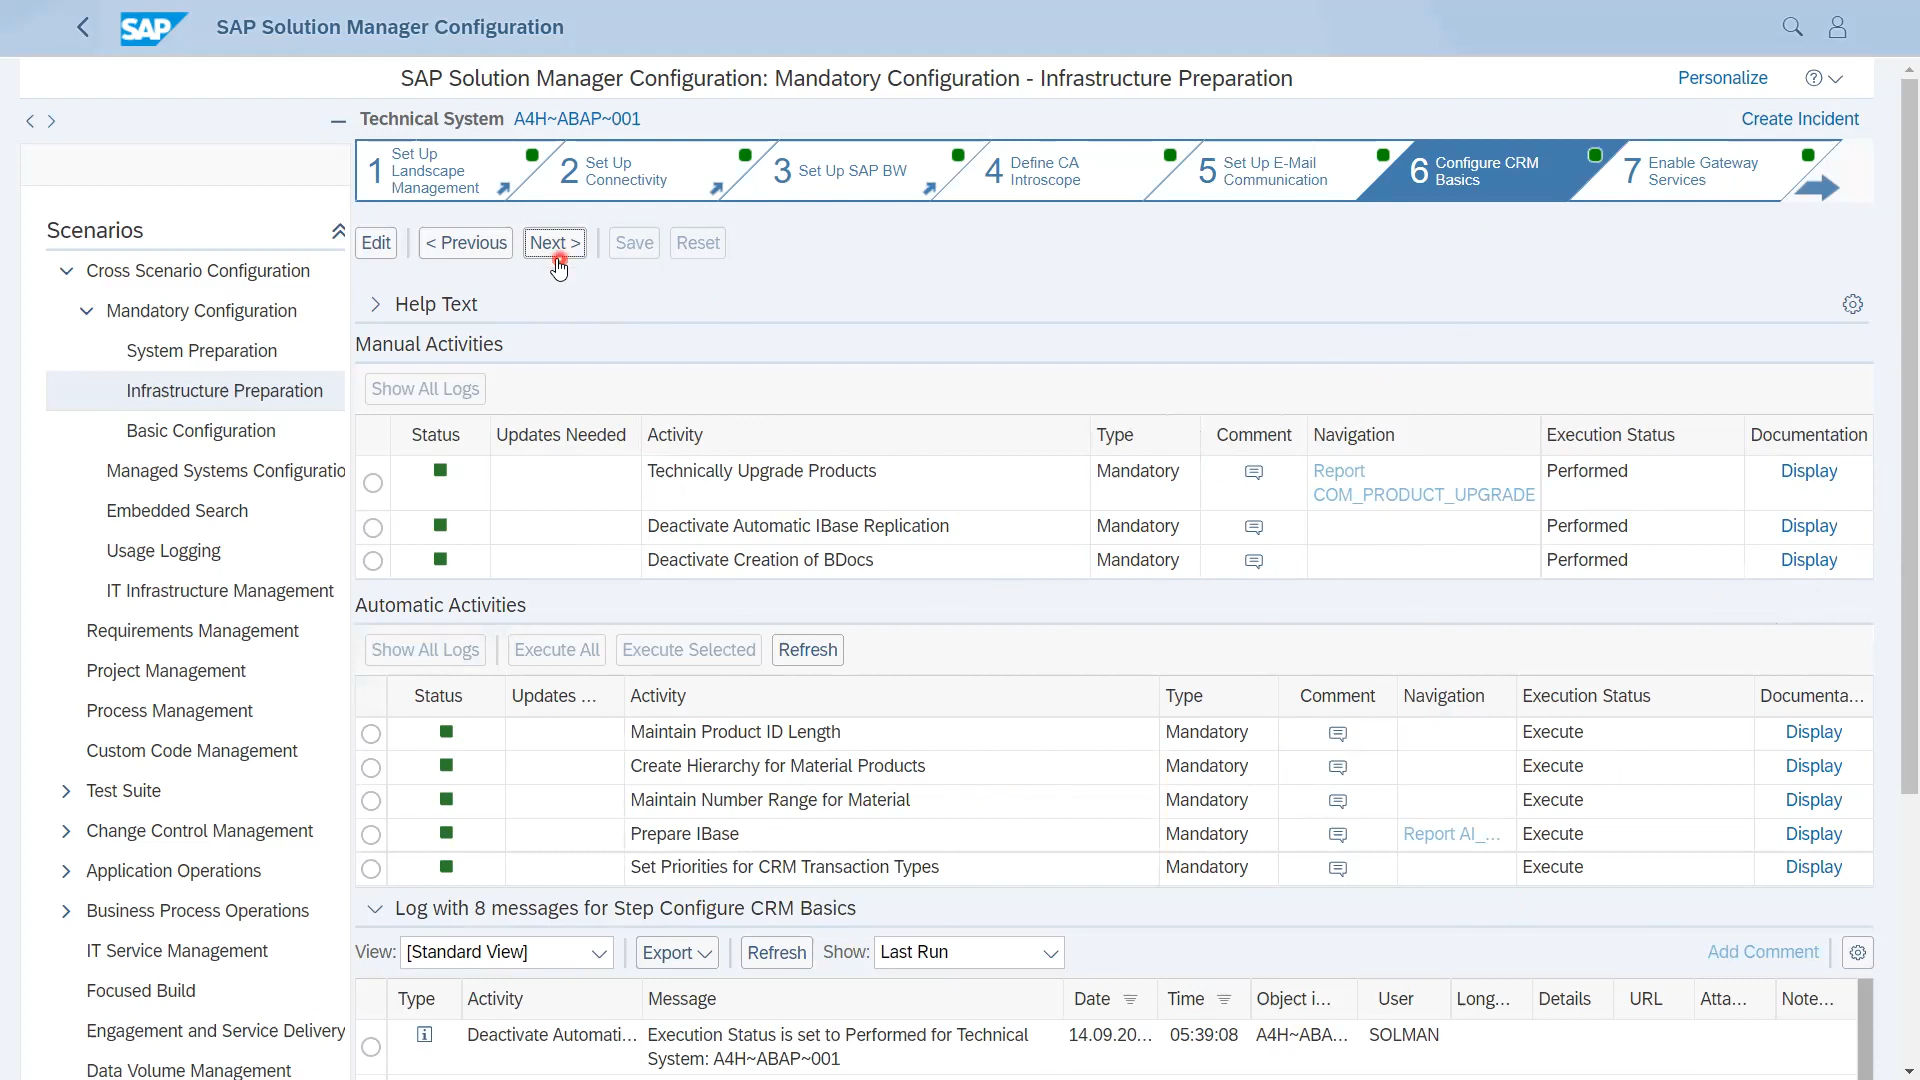 SAP SAP Solution Manager Configuration
SAP Solution Manager Configuration: Mandatory Configuration - Infrastructure Preparation
Personalize
Technical System A4H~ABAP~001
Create Incident
1 Set Up Landscape Management
2 Set Up Connectivity
3 Set Up SAP BW
4 Define CA Introscope
5 Set Up E-Mail Communication
6 Configure CRM Basics
7 Enable Gateway Services
Scenarios
Cross Scenario Configuration
Mandatory Configuration
System Preparation
Infrastructure Preparation
Basic Configuration
Managed Systems Configuratio
Embedded Search
Usage Logging
IT Infrastructure Management
Requirements Management
Project Management
Process Management
Custom Code Management
Test Suite
Change Control Management
Application Operations
Business Process Operations
IT Service Management
Focused Build
Engagement and Service Delivery
Data Volume Management
Edit < Previous Next > Save Reset
Help Text
Manual Activities
Show All Logs
Status Updates Needed Activity Type Comment Navigation Execution Status Documentation
Technically Upgrade Products Mandatory Report COM_PRODUCT_UPGRADE Performed Display
Deactivate Automatic IBase Replication Mandatory Performed Display
Deactivate Creation of BDocs Mandatory Performed Display
Automatic Activities
Show All Logs Execute All Execute Selected Refresh
Status Updates ... Activity Type Comment Navigation Execution Status Documenta...
Maintain Product ID Length Mandatory Execute Display
Create Hierarchy for Material Products Mandatory Execute Display
Maintain Number Range for Material Mandatory Execute Display
Prepare IBase Mandatory Report AI_... Execute Display
Set Priorities for CRM Transaction Types Mandatory Execute Display
Log with 8 messages for Step Configure CRM Basics
View: [Standard View] Export Refresh Show: Last Run Add Comment
Type Activity Message Date Time Object i... User Long... Details URL Atta... Note...
Deactivate Automati... Execution Status is set to Performed for Technical 14.09.20... 05:39:08 A4H~ABA... SOLMAN
System: A4H~ABAP~001